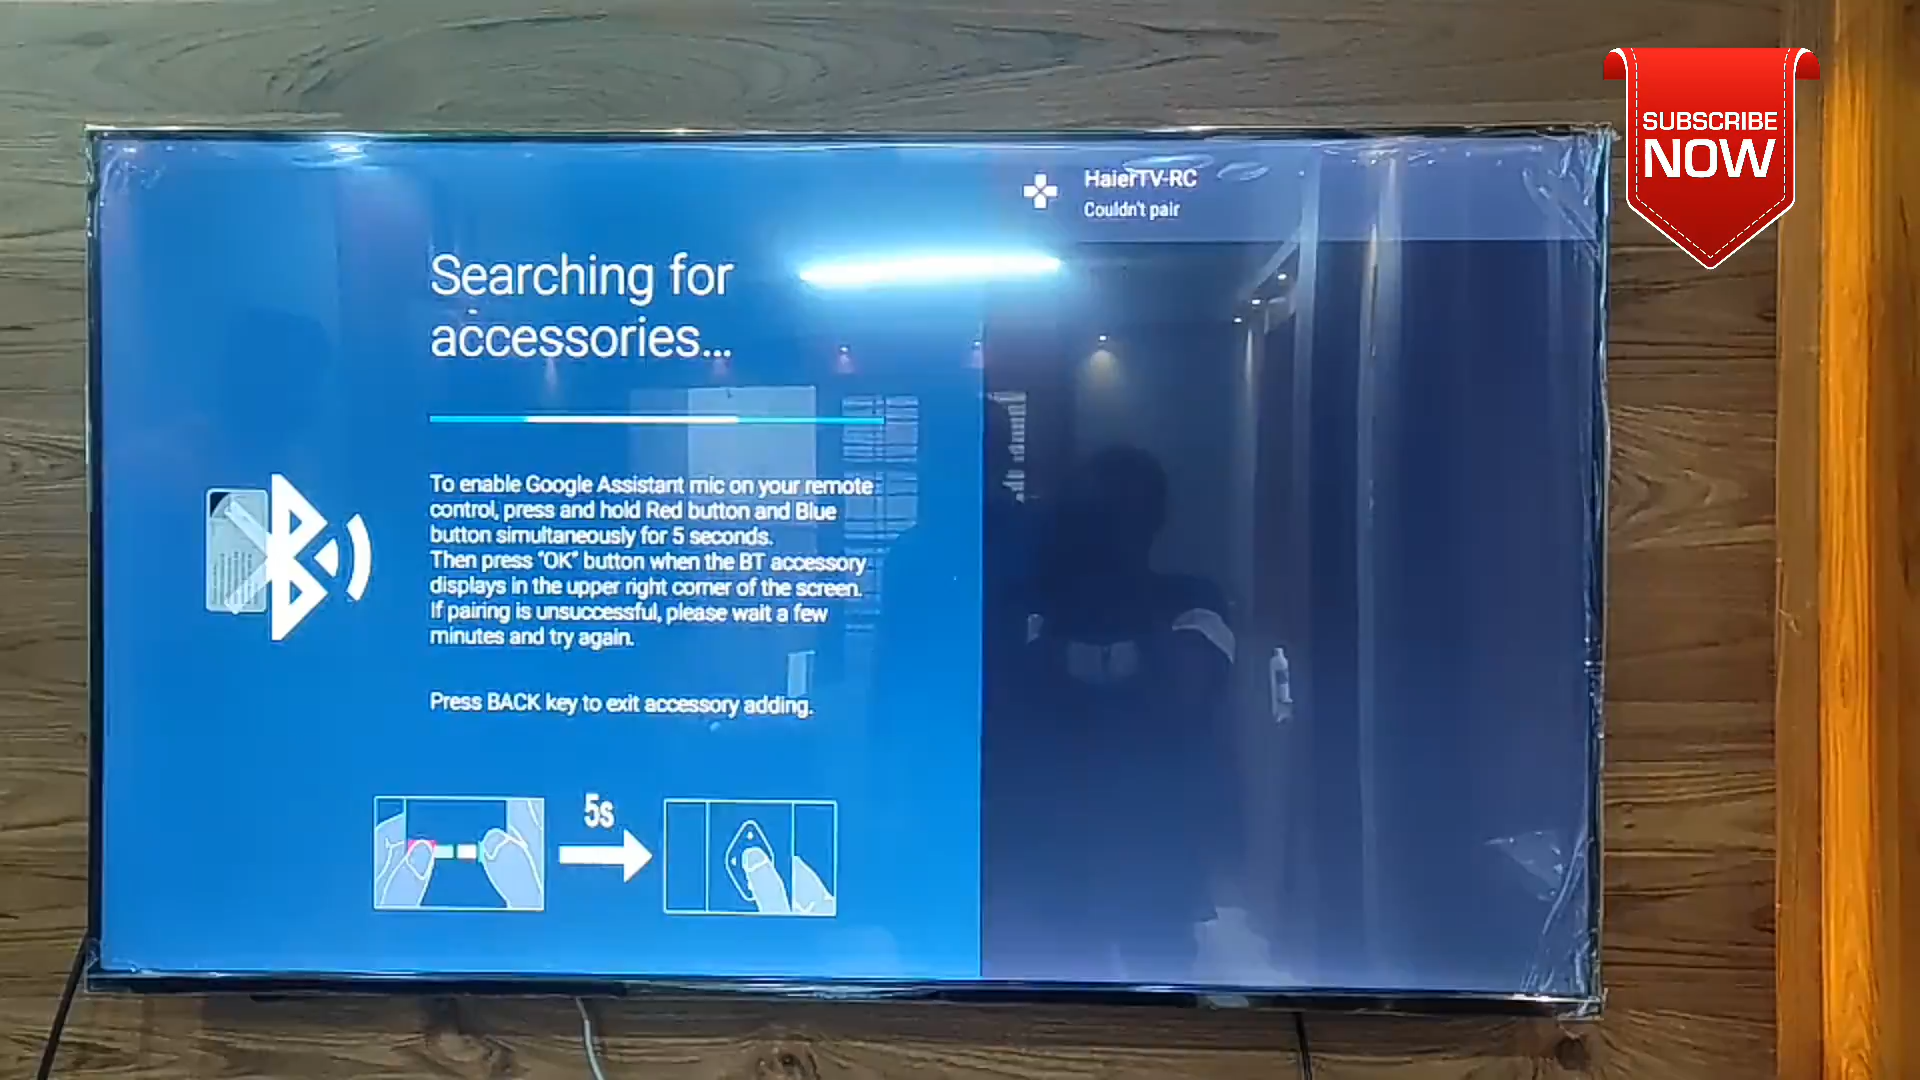 SUBSCRIBE
NOW
HaierTV-RC
Couldn't pair
Searching for
accessories...
To enable Google Assistant mic on your remote
control, press and hold Red button and Blue
button simultaneously for 5 seconds.
Then press "OK" button when the BT accessory
displays in the upper right corner of the screen.
If pairing is unsuccessful, please wait a few
minutes and try again.
Press BACK key to exit accessory adding.
5s